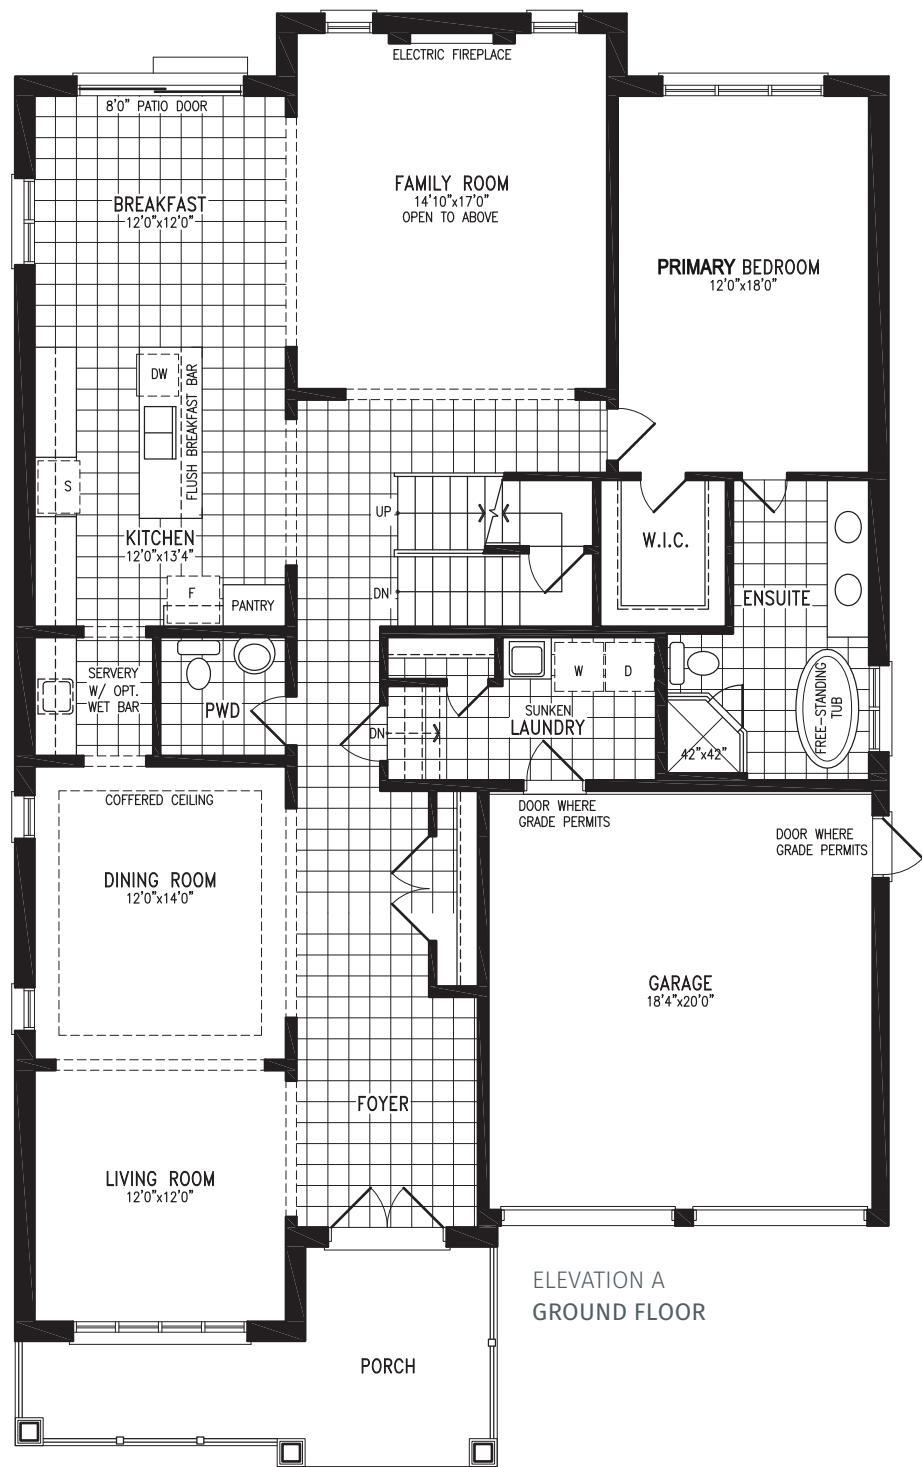 ELECTRIC FIREPLACE
8'0" PATIO DOOR
BREAKFAST
12'0"x12'0"
FAMILY ROOM
14'10"x17'0"
OPEN TO ABOVE
PRIMARY BEDROOM
12'0"x18'0"
DW
FLUSH BREAKFAST BAR
S
KITCHEN
12'0"x13'4"
F
PANTRY
UP
DN
W.I.C.
ENSUITE
SERVERY
W/ OPT.
WET BAR
PWD
DN
W
D
SUNKEN
LAUNDRY
FREE-STANDING
TUB
42"x42"
COFFERED CEILING
DOOR WHERE
GRADE PERMITS
DOOR WHERE
GRADE PERMITS
DINING ROOM
12'0"x14'0"
GARAGE
18'4"x20'0"
FOYER
LIVING ROOM
12'0"x12'0"
ELEVATION A
GROUND FLOOR
PORCH